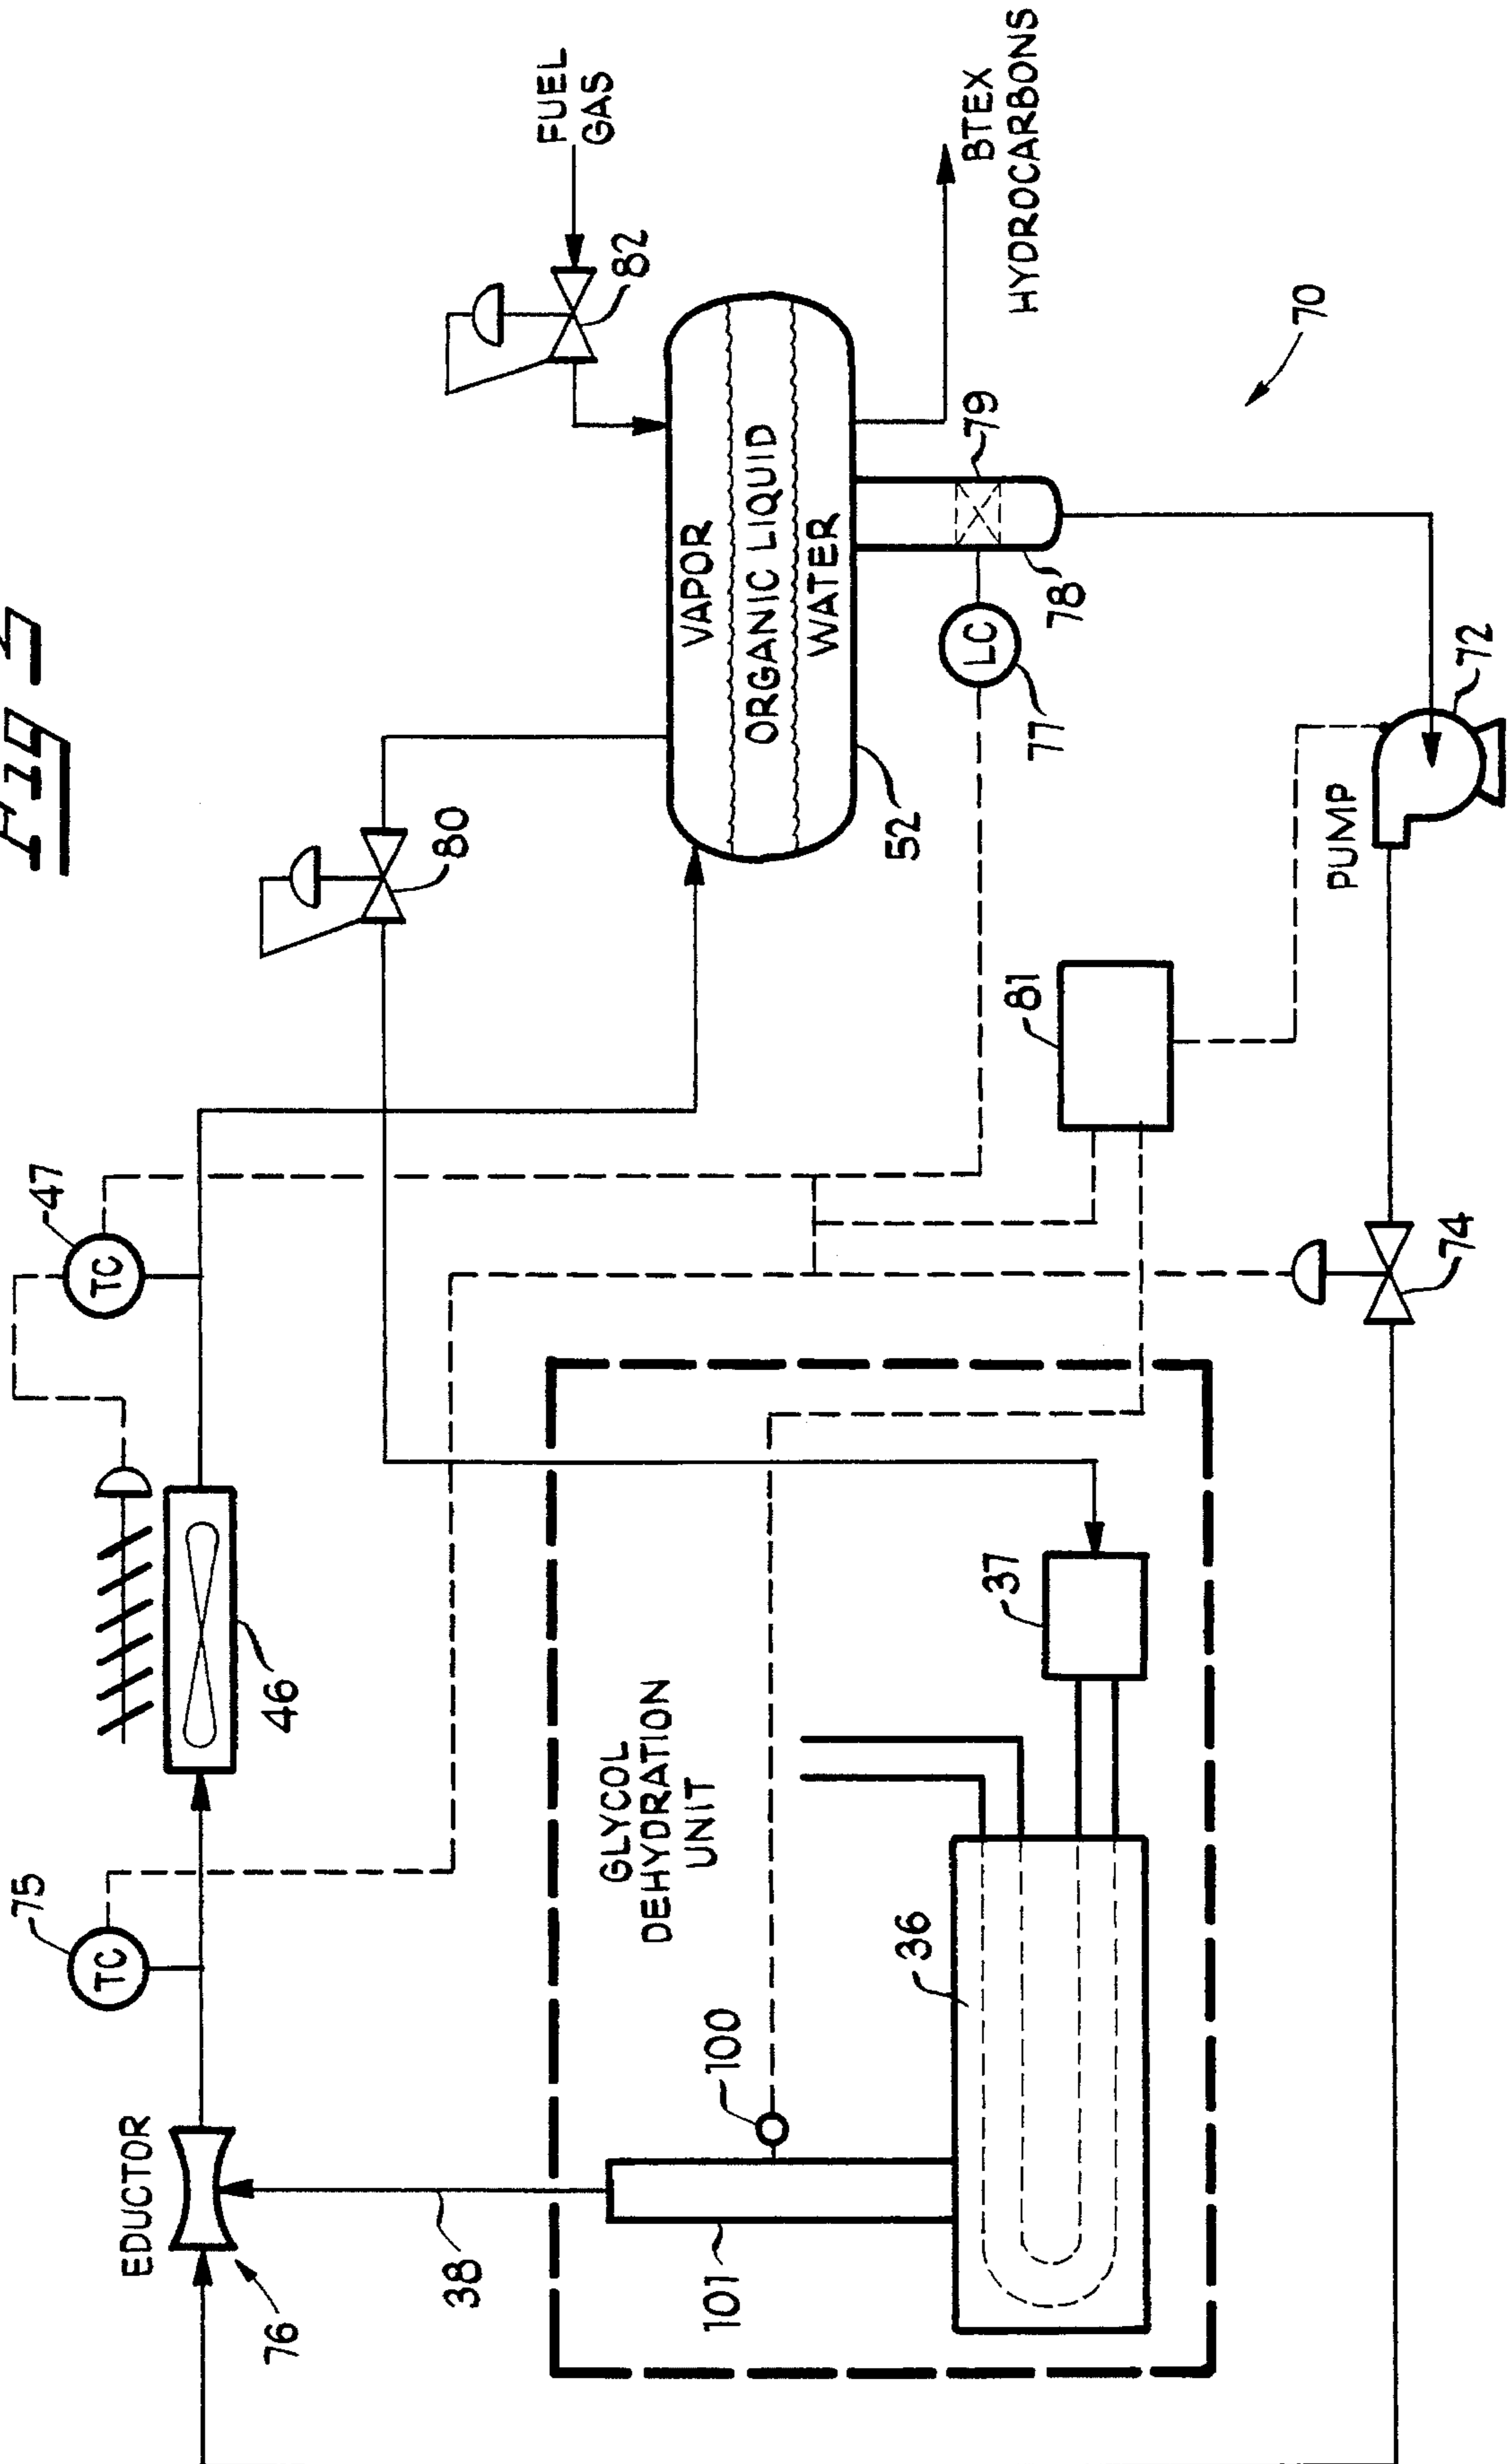 Fig 5
75
TC
47
TC
EDUCTOR
76
46
80
FUEL
GAS
82
38
GLYCOL
DEHYDRATION
UNIT
VAPOR
ORGANIC LIQUID
WATER
52
BTEX
HYDROCARBONS
100
101
36
37
81
LC
77
79
78
70
PUMP
72
74